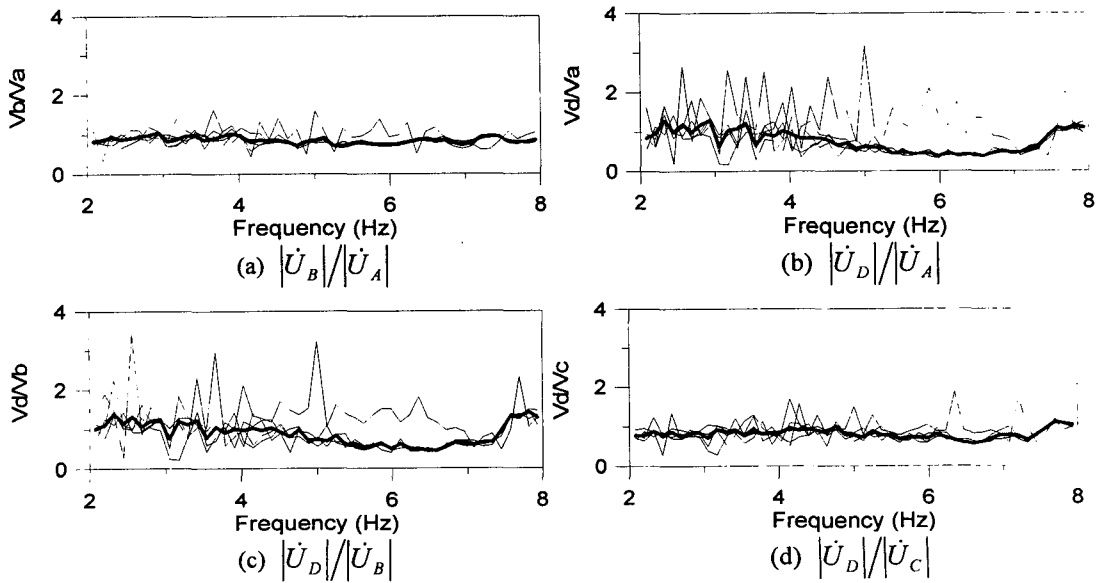 4
2
0
Vb/Va
2 4 6 8
Frequency (Hz)
(a) |U̇_B|/|U̇_A|
4
2
0
Vd/Va
2 4 6 8
Frequency (Hz)
(b) |U̇_D|/|U̇_A|
4
2
0
Vd/Vb
2 4 6 8
Frequency (Hz)
(c) |U̇_D|/|U̇_B|
4
2
0
Vd/Vc
2 4 6 8
Frequency (Hz)
(d) |U̇_D|/|U̇_C|